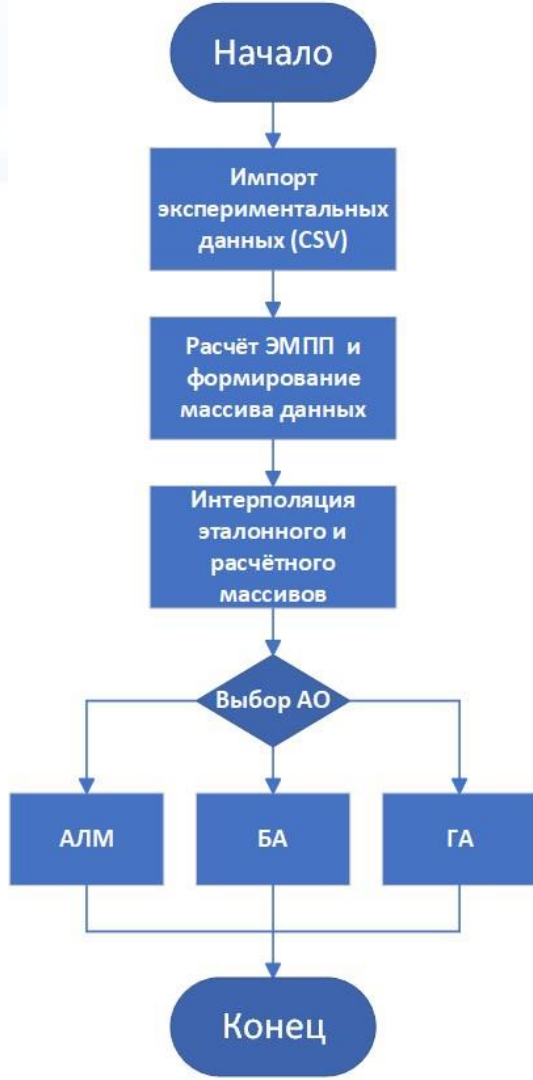 Начало
Импорт
экспериментальных
данных (CSV)
Расчёт ЭМПП и
формирование
массива данных
Интерполяция
эталонного и
расчётного
массивов
Выбор АО
АЛМ
БА
ГА
Конец